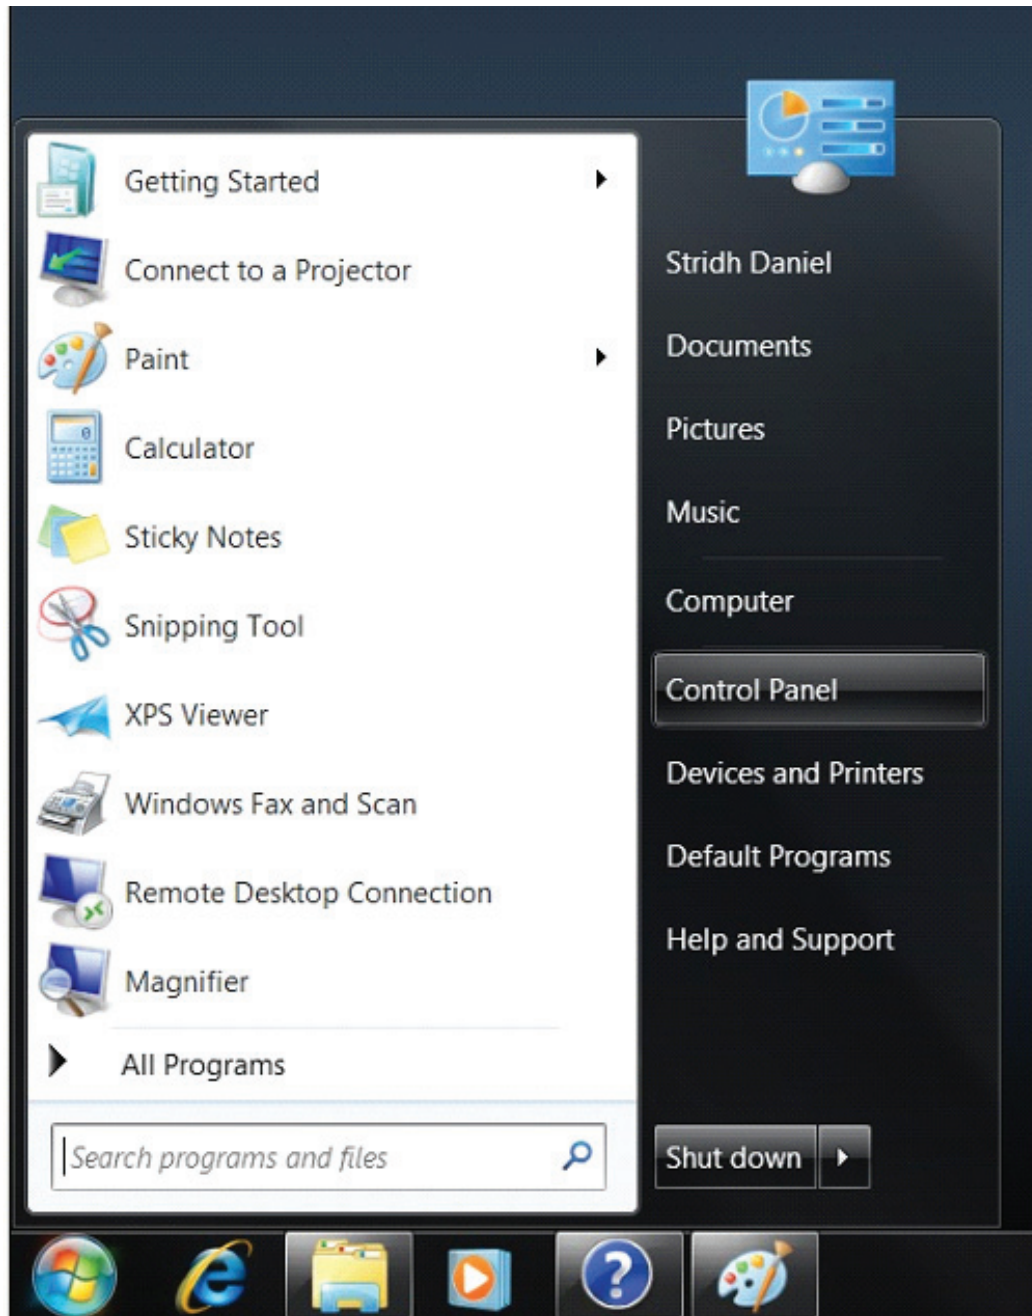 Getting Started
Connect to a Projector
Paint
Calculator
Sticky Notes
Snipping Tool
XPS Viewer
Windows Fax and Scan
Remote Desktop Connection
Magnifier
All Programs
Search programs and files
Stridh Daniel
Documents
Pictures
Music
Computer
Control Panel
Devices and Printers
Default Programs
Help and Support
Shut down